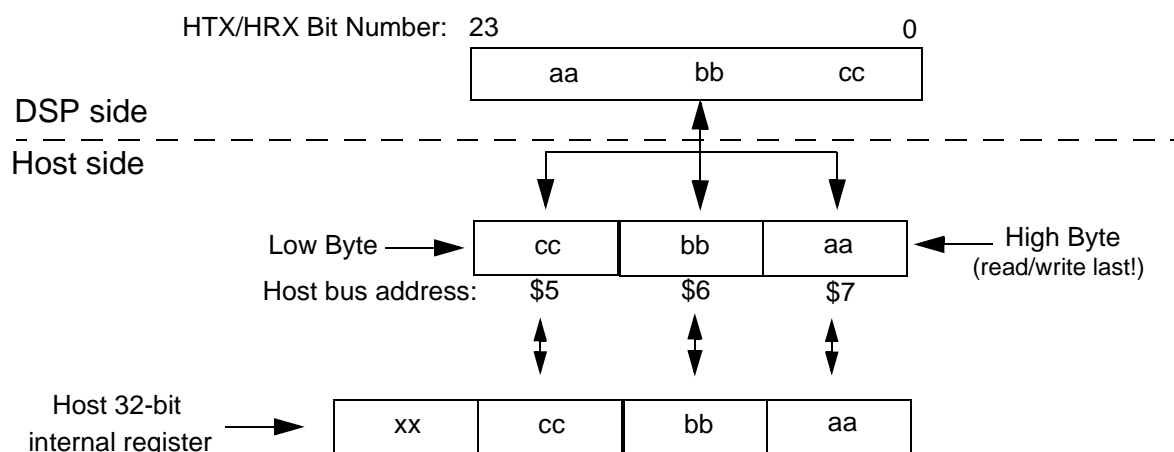 HTX/HRX Bit Number: 23 0
aa bb cc
DSP side
Host side
Low Byte cc bb aa High Byte
(read/write last!)
Host bus address: $5 $6 $7
Host 32-bit
internal register
xx cc bb aa